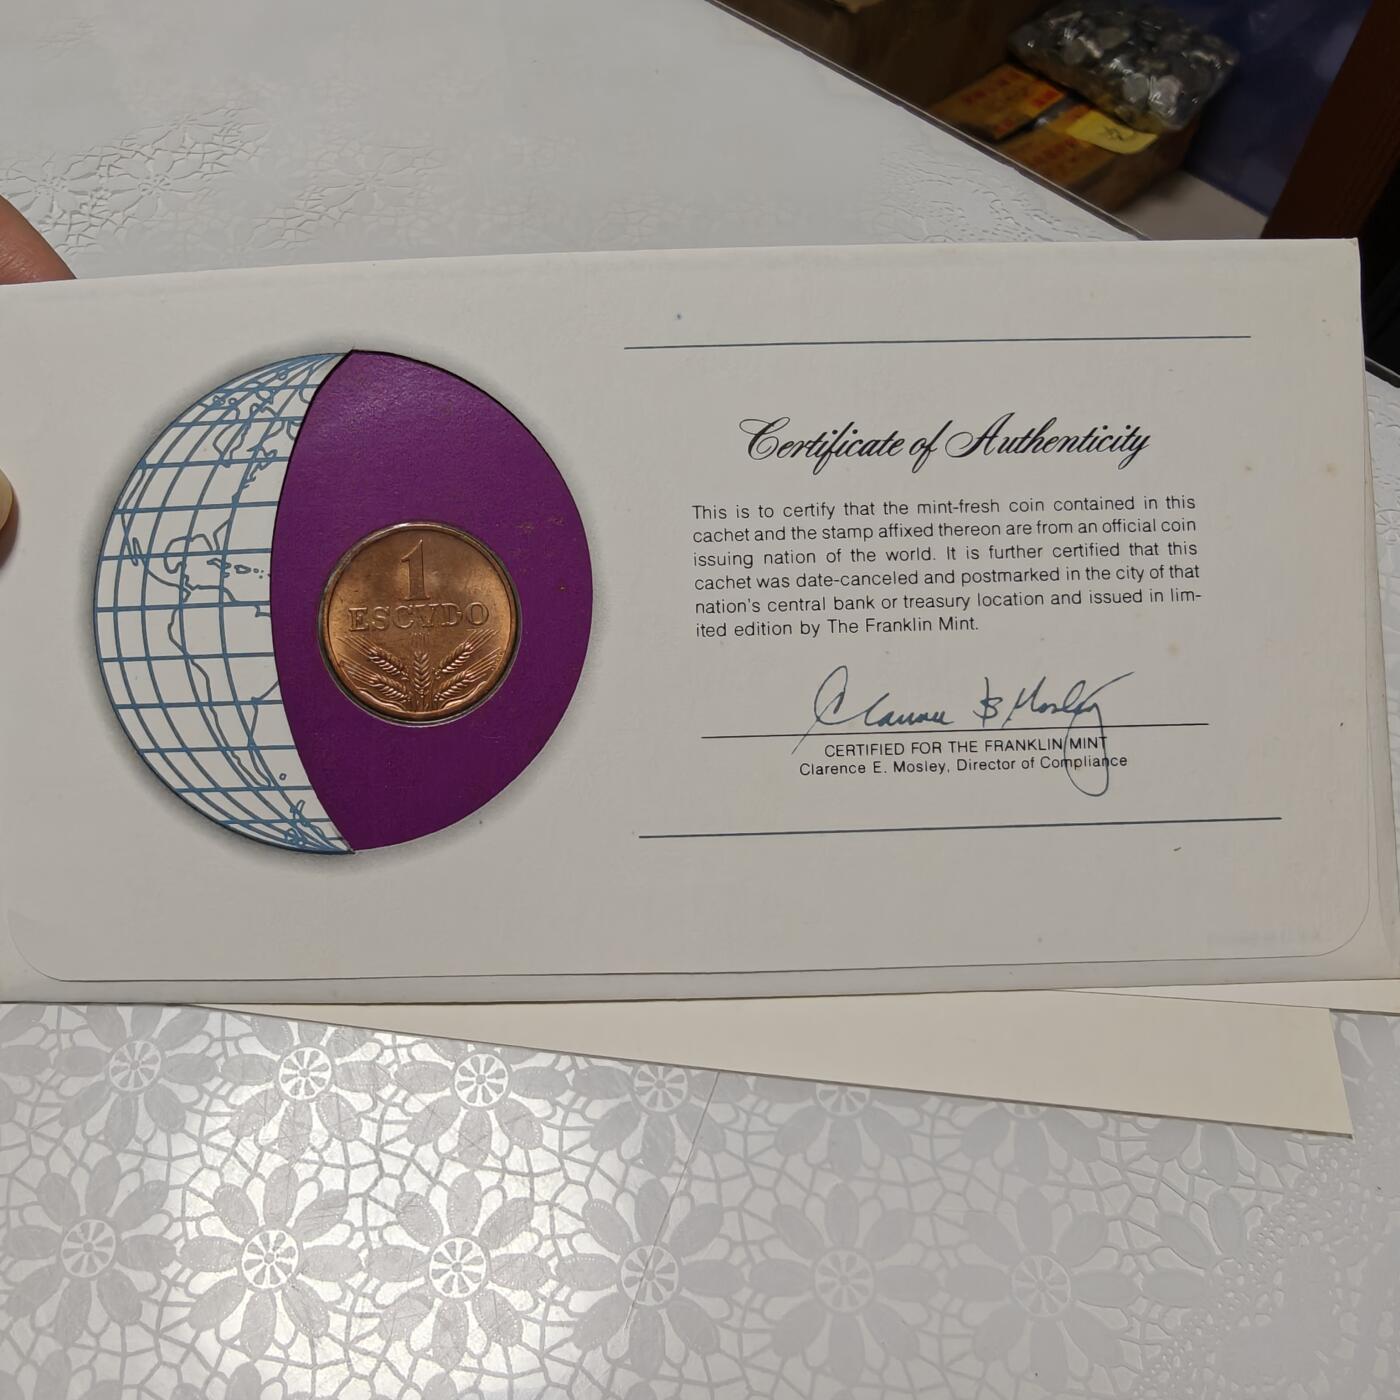 1
ESCVDO
Certificate of Authenticity
This is to certify that the mint-fresh coin contained in this
cachet and the stamp affixed thereon are from an official coin
issuing nation of the world. It is further certified that this
cachet was date-canceled and postmarked in the city of that
nation's central bank or treasury location and issued in lim-
ited edition by The Franklin Mint.
Clarence E Mosley
CERTIFIED FOR THE FRANKLIN MINT
Clarence E. Mosley, Director of Compliance